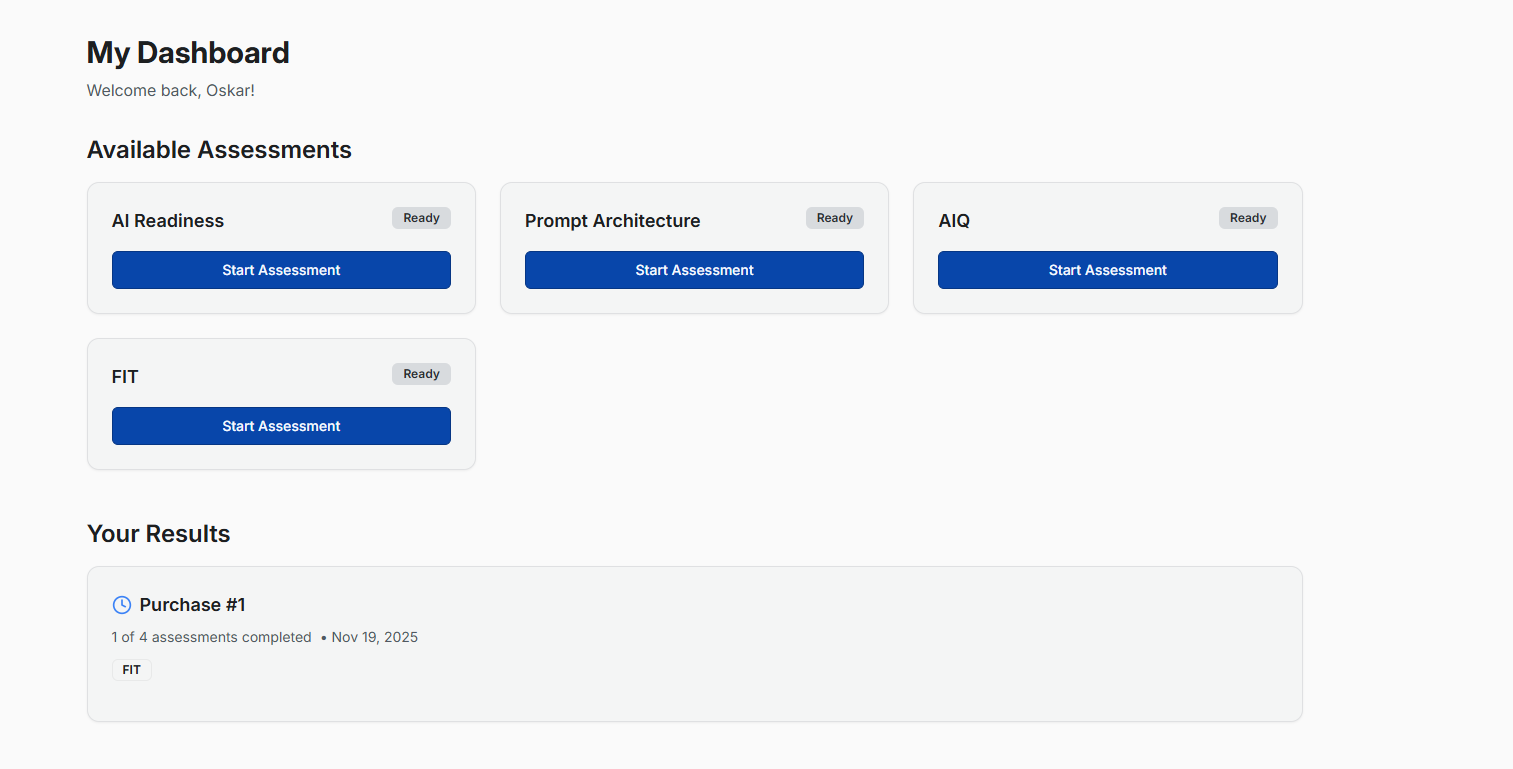 My Dashboard
Welcome back, Oskar!
Available Assessments
AI Readiness
Ready
Start Assessment
Prompt Architecture
Ready
Start Assessment
AIQ
Ready
Start Assessment
FIT
Ready
Start Assessment
Your Results
Purchase #1
1 of 4 assessments completed • Nov 19, 2025
FIT